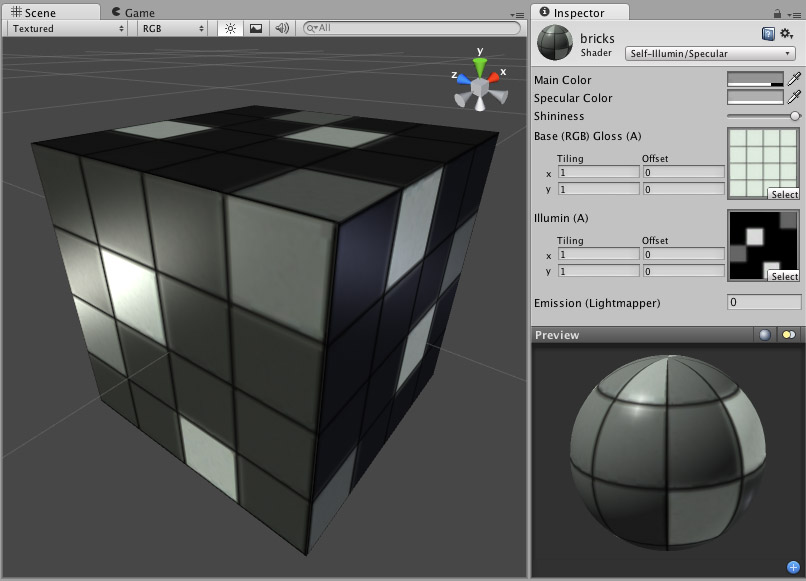 Scene
Game
Textured
RGB
All
y
x
z
Inspector
bricks
Shader
Self-Illumin/Specular
Main Color
Specular Color
Shininess
Base (RGB) Gloss (A)
Tiling Offset
x 1 0
y 1 0
Select
Illumin (A)
Tiling Offset
x 1 0
y 1 0
Select
Emission (Lightmapper) 0
Preview